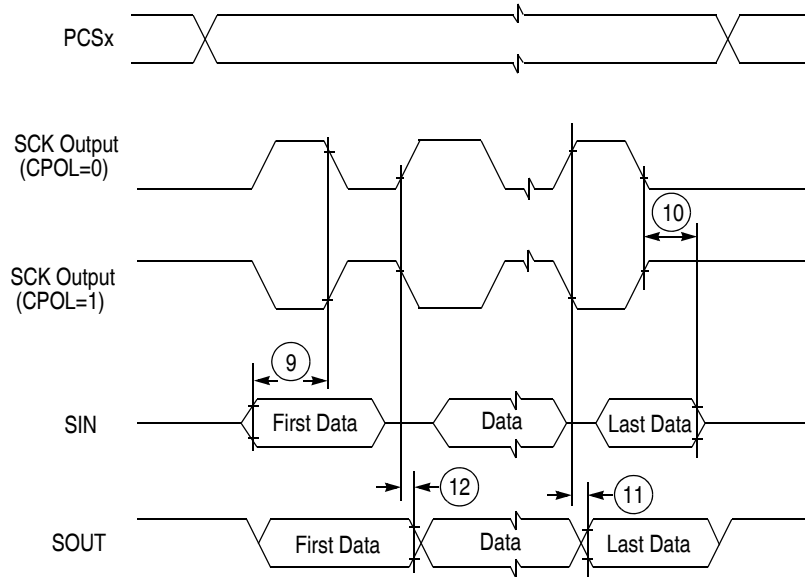 PCSx
SCK Output
(CPOL=0)
10
SCK Output
(CPOL=1)
9
SIN
First Data
Data
Last Data
12
11
SOUT
First Data
Data
Last Data